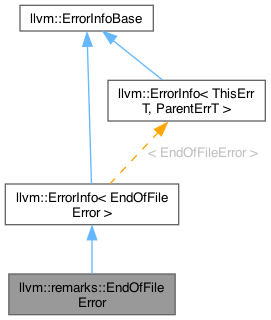 llvm::ErrorInfoBase
llvm::ErrorInfo< ThisErr
T, ParentErrT >
< EndOfFileError >
llvm::ErrorInfo< EndOfFile
Error >
llvm::remarks::EndOfFile
Error